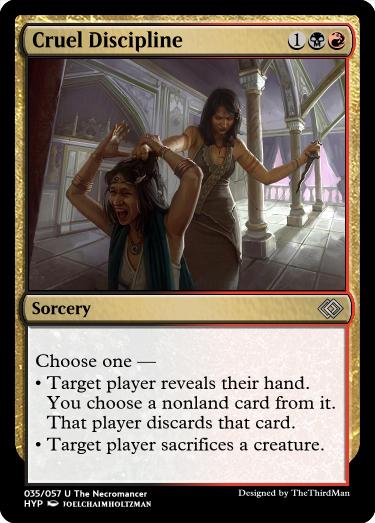 Cruel Discipline 1
Sorcery
Choose one —
• Target player reveals their hand.
You choose a nonland card from it.
That player discards that card.
• Target player sacrifices a creature.
035/057 U The Necromancer
Designed by TheThirdMan
HYP JOELCHAIMHOLTZMAN